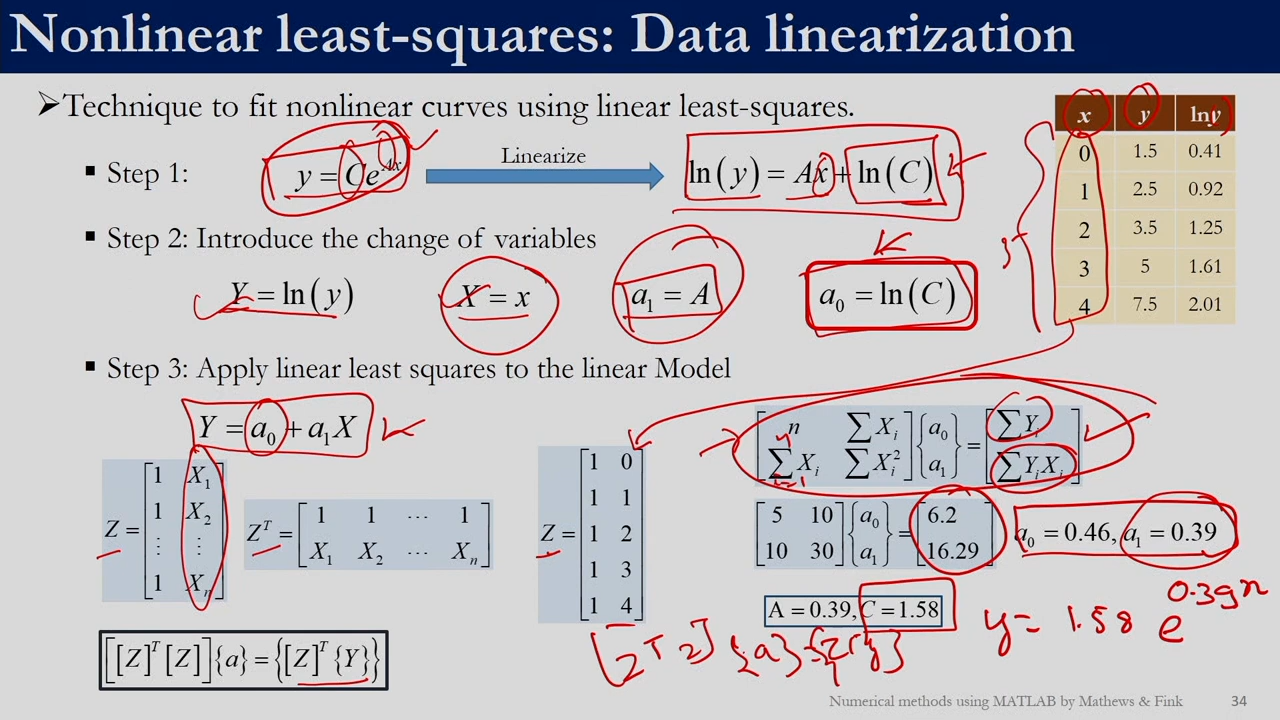 Nonlinear least-squares: Data linearization
➢Technique to fit nonlinear curves using linear least-squares.
▪ Step 1: y = Ce^{Ax} Linearize ln(y) = Ax + ln(C)
▪ Step 2: Introduce the change of variables
Y = ln(y) X = x a₁ = A a₀ = ln(C)
x y lny
0 1.5 0.41
1 2.5 0.92
2 3.5 1.25
3 5 1.61
4 7.5 2.01
▪ Step 3: Apply linear least squares to the linear Model
Y = a₀ + a₁X
Z = [1 X₁
1 X₂
⋮ ⋮
1 Xₙ]
Zᵀ = [1 1 ⋯ 1
X₁ X₂ ⋯ Xₙ]
Z = [1 0
1 1
1 2
1 3
1 4]
[n ∑Xᵢ] {a₀} = [∑Yᵢ]
[∑Xᵢ ∑Xᵢ²] {a₁} [∑YᵢXᵢ]
i=1
[5 10] {a₀} = [6.2]
[10 30] {a₁} [16.29]
a₀ = 0.46, a₁ = 0.39
A = 0.39, C = 1.58
y = 1.58 e^{0.39x}
[[Z]ᵀ[Z]]{a} = {[Z]ᵀ{Y}}
[Zᵀ Z] {a} = {Zᵀ y}
Numerical methods using MATLAB by Mathews & Fink 34